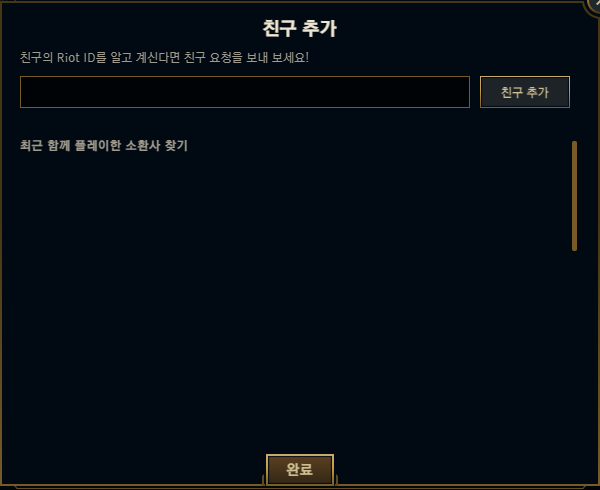 친구 추가
친구의 Riot ID를 알고 계신다면 친구 요청을 보내 보세요!
친구 추가
최근 함께 플레이한 소환사 찾기
완료